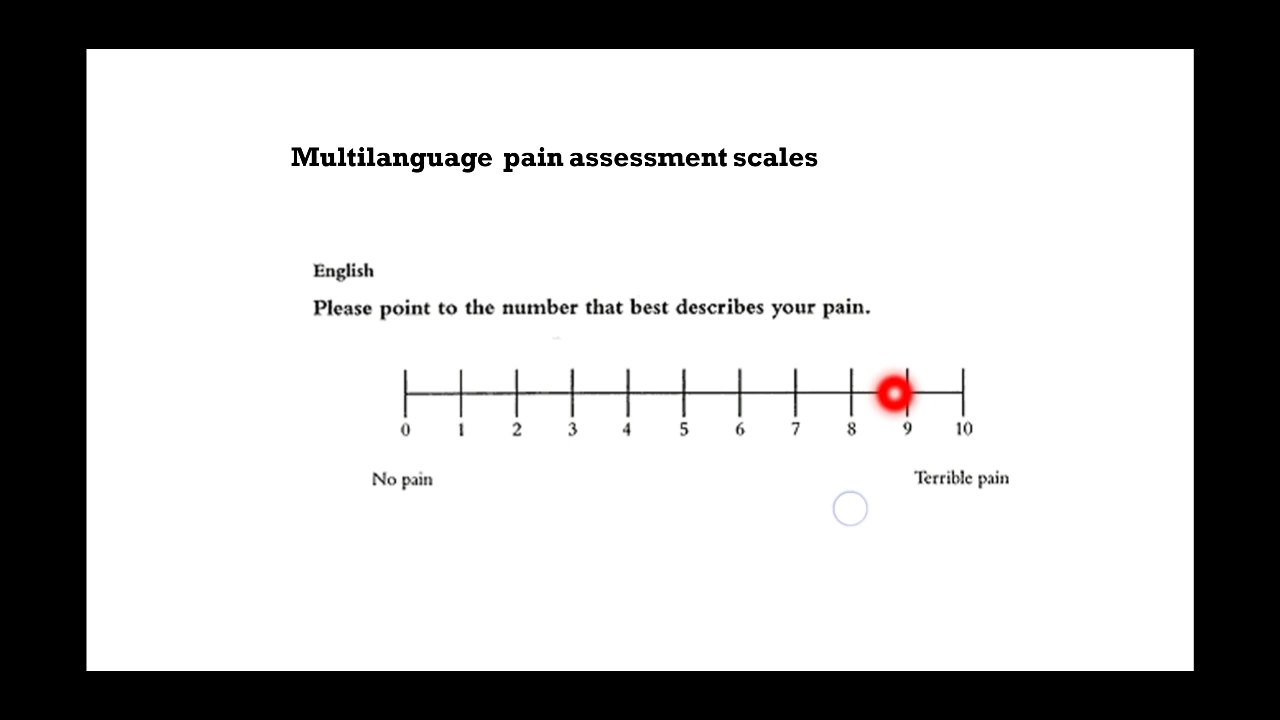 Multilanguage pain assessment scales
English
Please point to the number that best describes your pain.
0 1 2 3 4 5 6 7 8 9 10
No pain Terrible pain